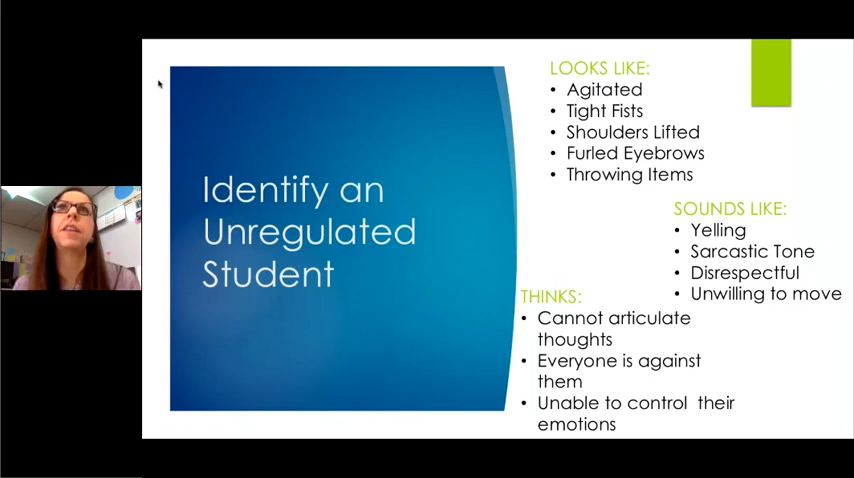 Identify an
Unregulated
Student
LOOKS LIKE:
• Agitated
• Tight Fists
• Shoulders Lifted
• Furled Eyebrows
• Throwing Items
SOUNDS LIKE:
• Yelling
• Sarcastic Tone
• Disrespectful
• Unwilling to move
THINKS:
• Cannot articulate
thoughts
• Everyone is against
them
• Unable to control their
emotions